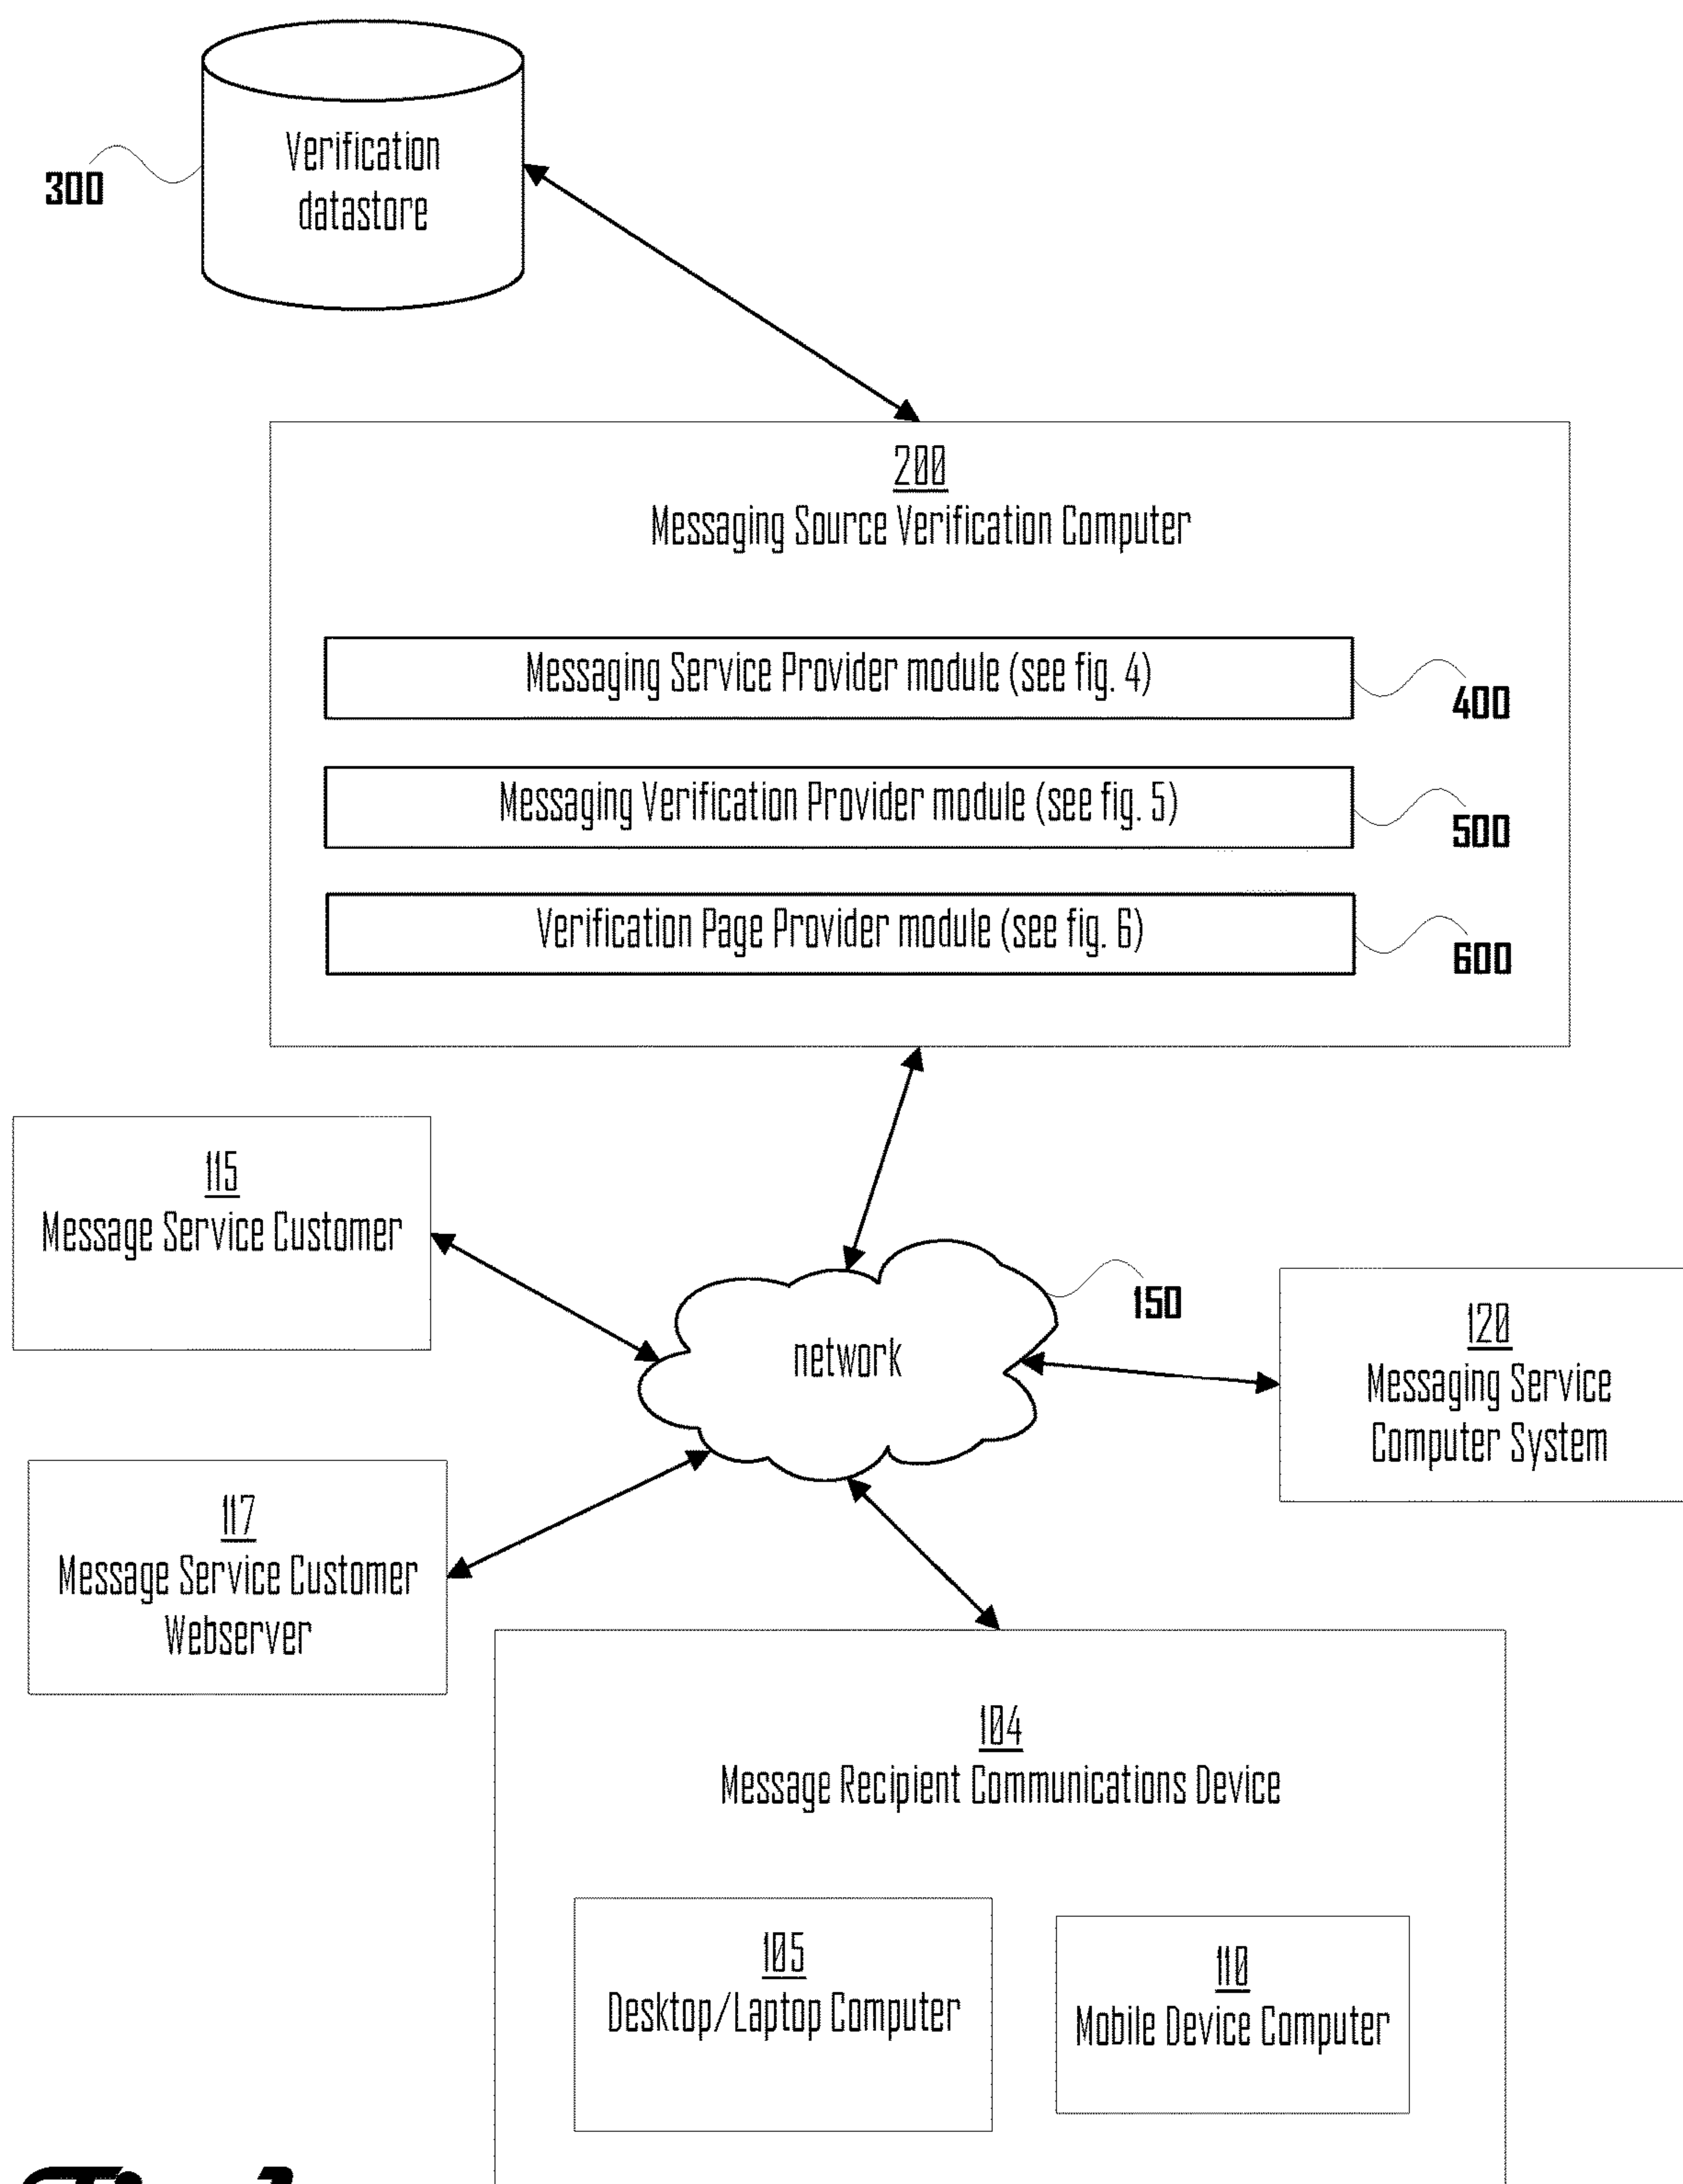 Verification
datastore
300
200
Messaging Source Verification Computer
Messaging Service Provider module (see fig. 4)
400
Messaging Verification Provider module (see fig. 5)
500
Verification Page Provider module (see fig. 6)
600
115
Message Service Customer
150
network
120
Messaging Service
Computer System
117
Message Service Customer
Webserver
104
Message Recipient Communications Device
105
Desktop/Laptop Computer
110
Mobile Device Computer